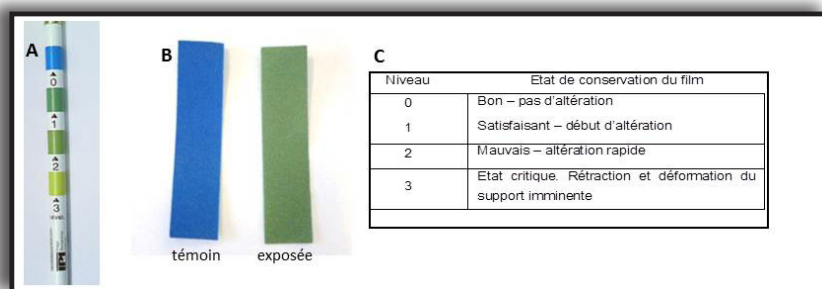 A
B
C
0
1
2
3
LEVEL
témoin
exposée
Niveau
Etat de conservation du film
0
Bon – pas d'altération
1
Satisfaisant – début d'altération
2
Mauvais – altération rapide
3
Etat critique. Rétraction et déformation du
support imminente